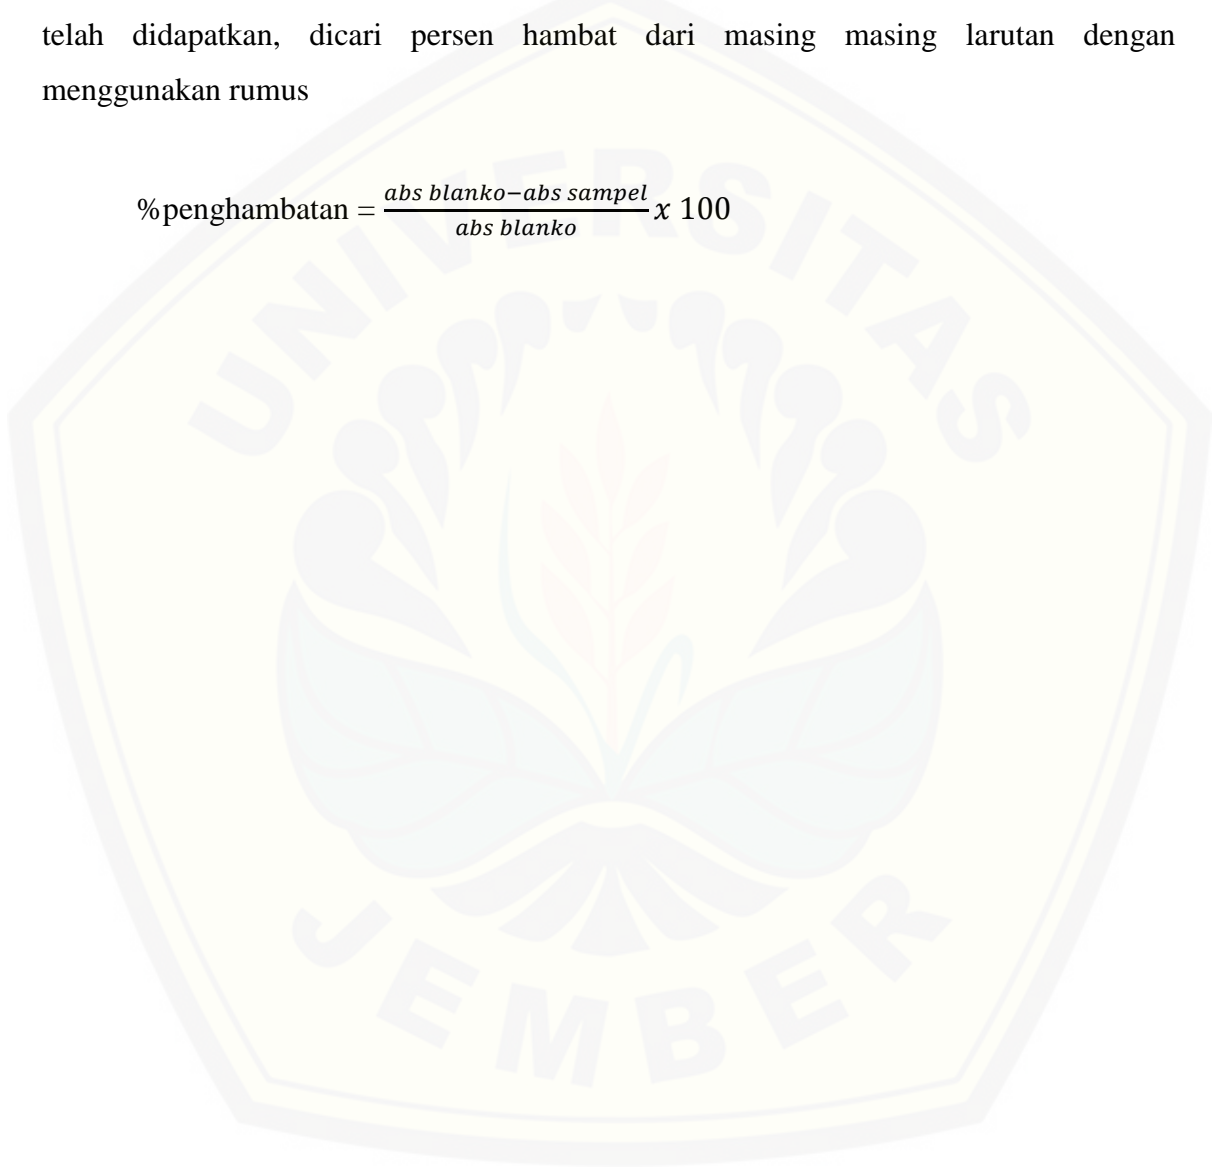 telah didapatkan, dicari persen hambat dari masing masing larutan dengan
menggunakan rumus
%penghambatan = \frac{abs blanko−abs sampel}{abs blanko} x 100
UNIVERSITAS
JEMBER